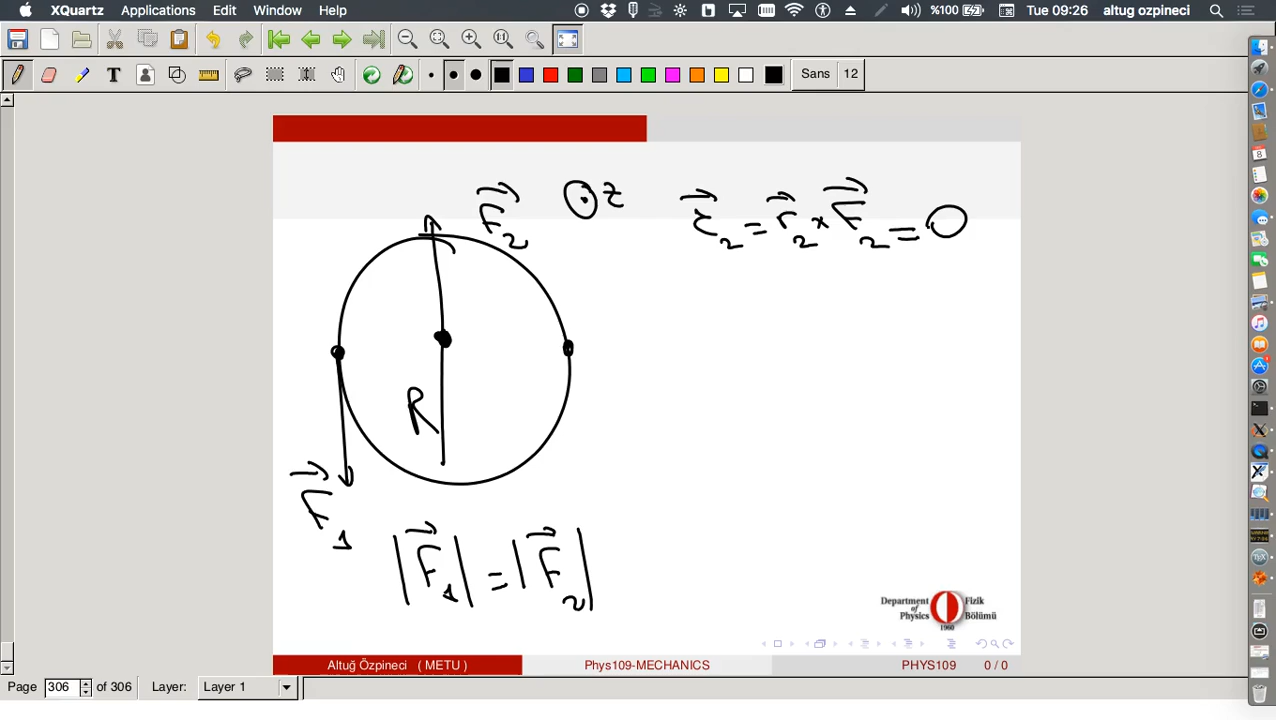 XQuartz Applications Edit Window Help %100 Tue 09:26 altug ozpineci
T Sans 12
F⃗₂ ⊙z τ⃗₂ = r⃗₂ × F⃗₂ = 0
R
F⃗₁
|F⃗₁| = |F⃗₂|
Department of Physics 1960 Fizik Bölümü
Altuğ Özpineci ( METU ) Phys109-MECHANICS PHYS109 0 / 0
Page 306 of 306 Layer: Layer 1